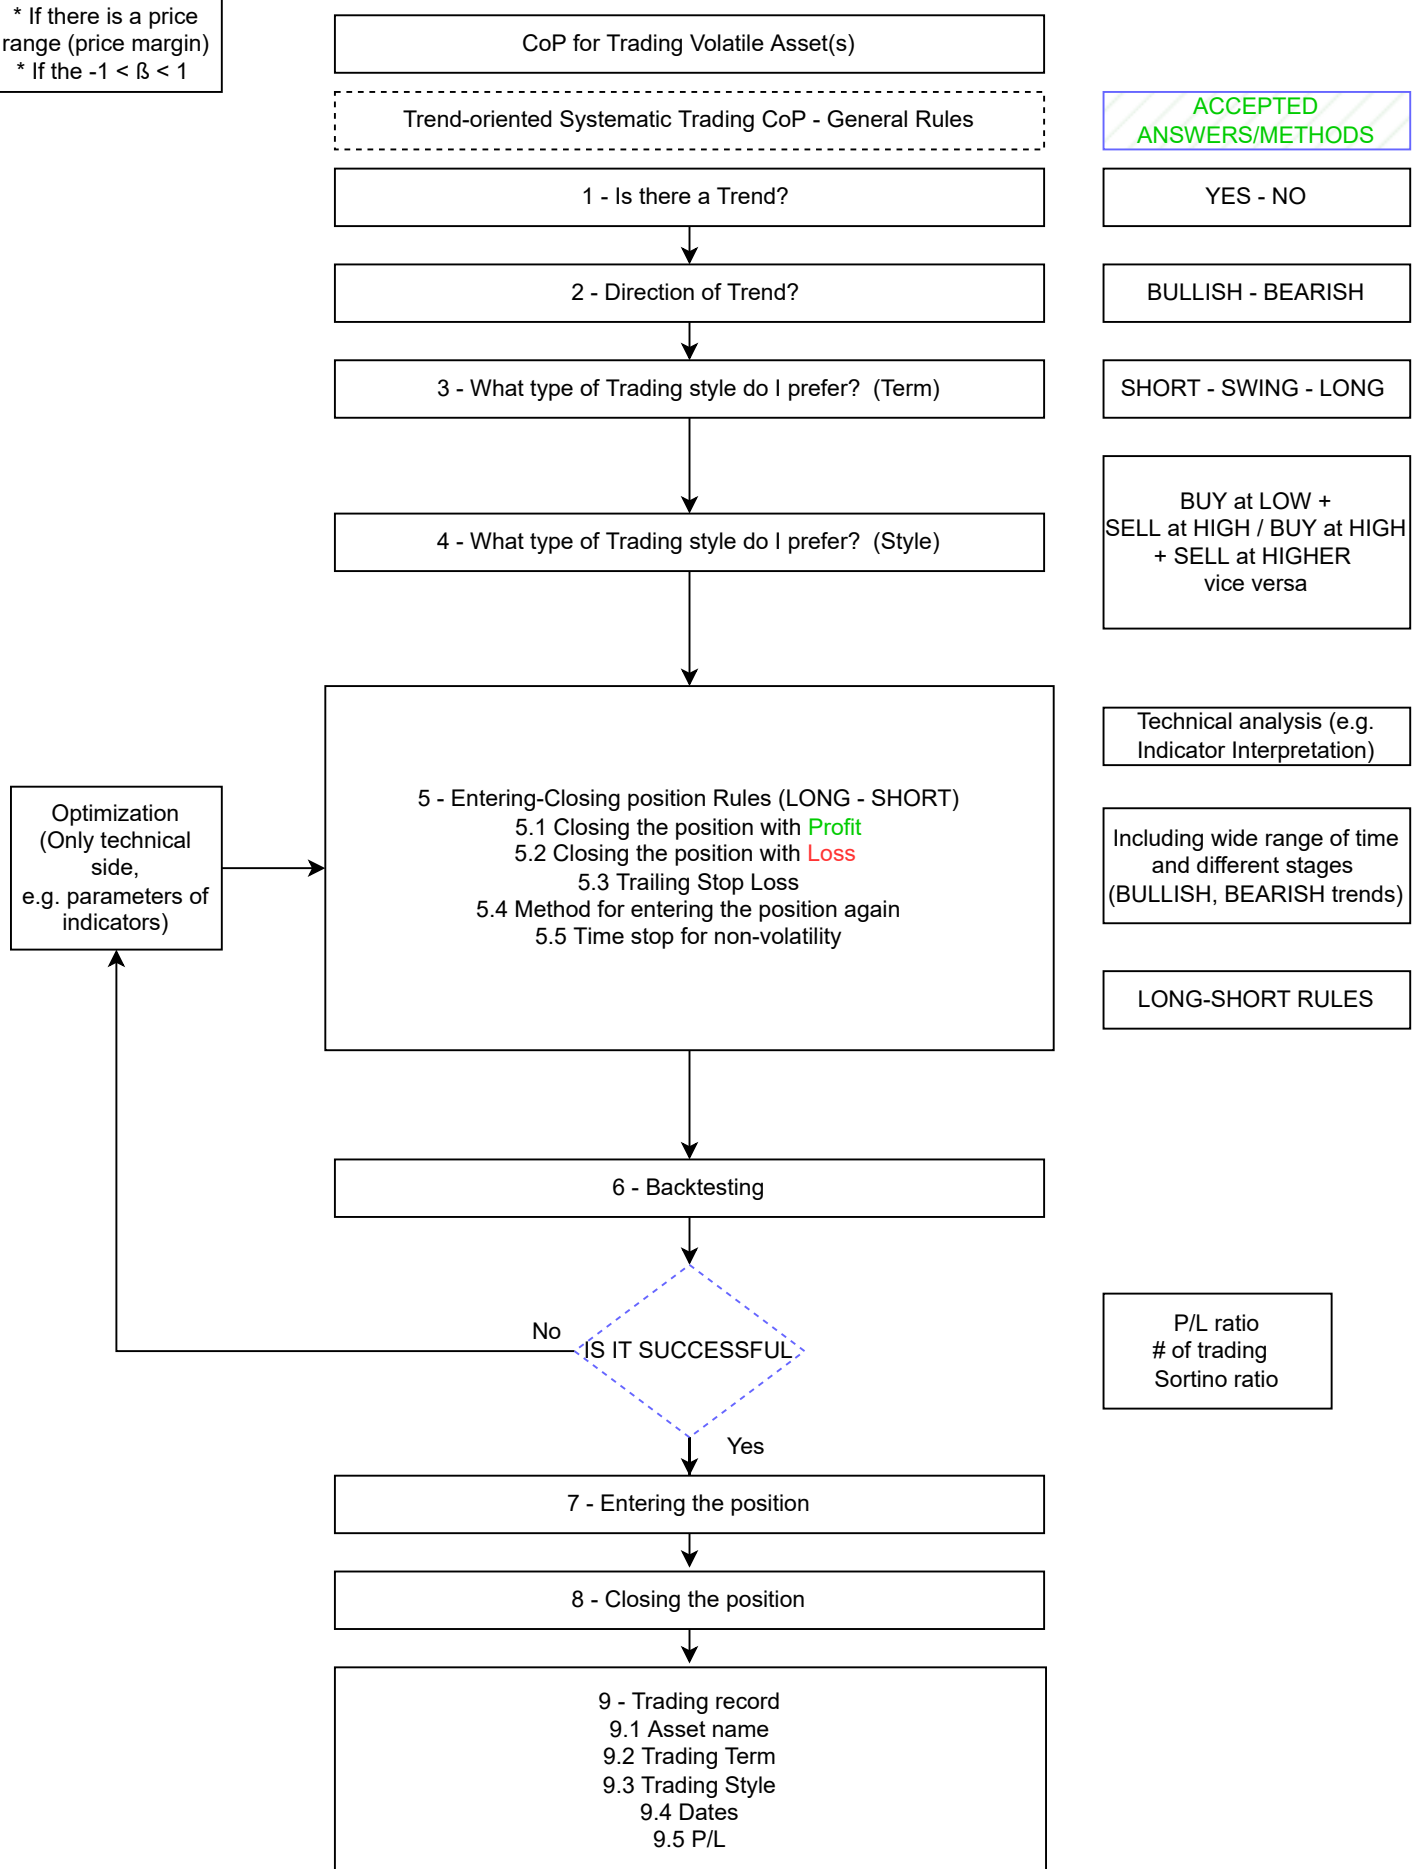 * If there is a price
range (price margin)
* If the -1 < ß < 1
CoP for Trading Volatile Asset(s)
Trend-oriented Systematic Trading CoP - General Rules
ACCEPTED
ANSWERS/METHODS
1 - Is there a Trend?
YES - NO
2 - Direction of Trend?
BULLISH - BEARISH
3 - What type of Trading style do I prefer?  (Term)
SHORT - SWING - LONG
4 - What type of Trading style do I prefer?  (Style)
BUY at LOW +
SELL at HIGH / BUY at HIGH
+ SELL at HIGHER
vice versa
5 - Entering-Closing position Rules (LONG - SHORT)
5.1 Closing the position with Profit
5.2 Closing the position with Loss
5.3 Trailing Stop Loss
5.4 Method for entering the position again
5.5 Time stop for non-volatility
Technical analysis (e.g.
Indicator Interpretation)
Including wide range of time
and different stages
(BULLISH, BEARISH trends)
LONG-SHORT RULES
Optimization
(Only technical
side,
e.g. parameters of
indicators)
6 - Backtesting
IS IT SUCCESSFUL
No
Yes
P/L ratio
# of trading
Sortino ratio
7 - Entering the position
8 - Closing the position
9 - Trading record
9.1 Asset name
9.2 Trading Term
9.3 Trading Style
9.4 Dates
9.5 P/L